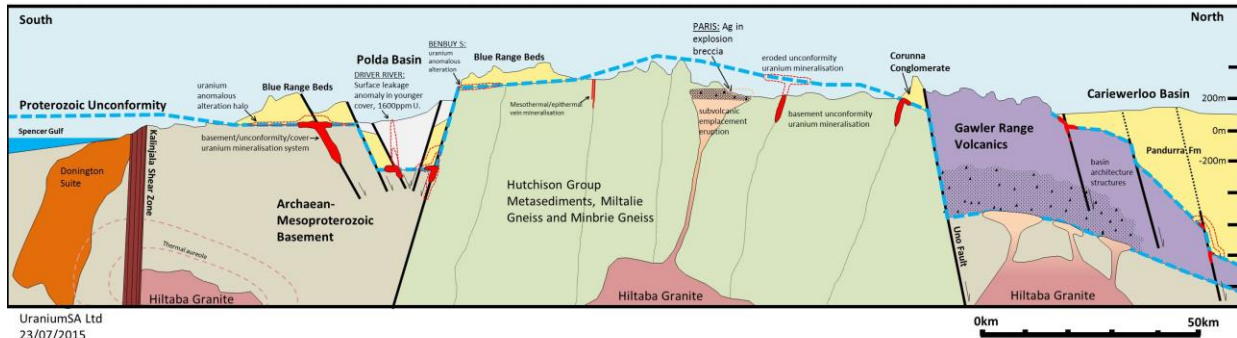 South
North
PARIS: Ag in
explosion
breccia
BENBUY S:
uranium
anomalous
alteration
Blue Range Beds
eroded unconformity
uranium mineralisation
Corunna
Conglomerate
Polda Basin
DRIVER RIVER:
Surface leakage
anomaly in younger
cover, 1600ppm U.
uranium
anomalous
alteration halo
Blue Range Beds
Proterozoic Unconformity
Spencer Gulf
Kalinjala Shear Zone
basement/unconformity/cover
uranium mineralisation system
Mesothermal/epithermal
vein mineralisation
subvolcanic
emplacement
eruption
basement unconformity
uranium mineralisation
Cariewerloo Basin
200m
0m
-200m
Gawler Range
Volcanics
Pandurra Fm
basin
architecture
structures
Donington
Suite
Archaean-
Mesoproterozoic
Basement
Hutchison Group
Metasediments, Miltalie
Gneiss and Minbrie Gneiss
Uno Fault
Thermal aureole
Hiltaba Granite
Hiltaba Granite
Hiltaba Granite
UraniumSA Ltd
23/07/2015
0km
50km